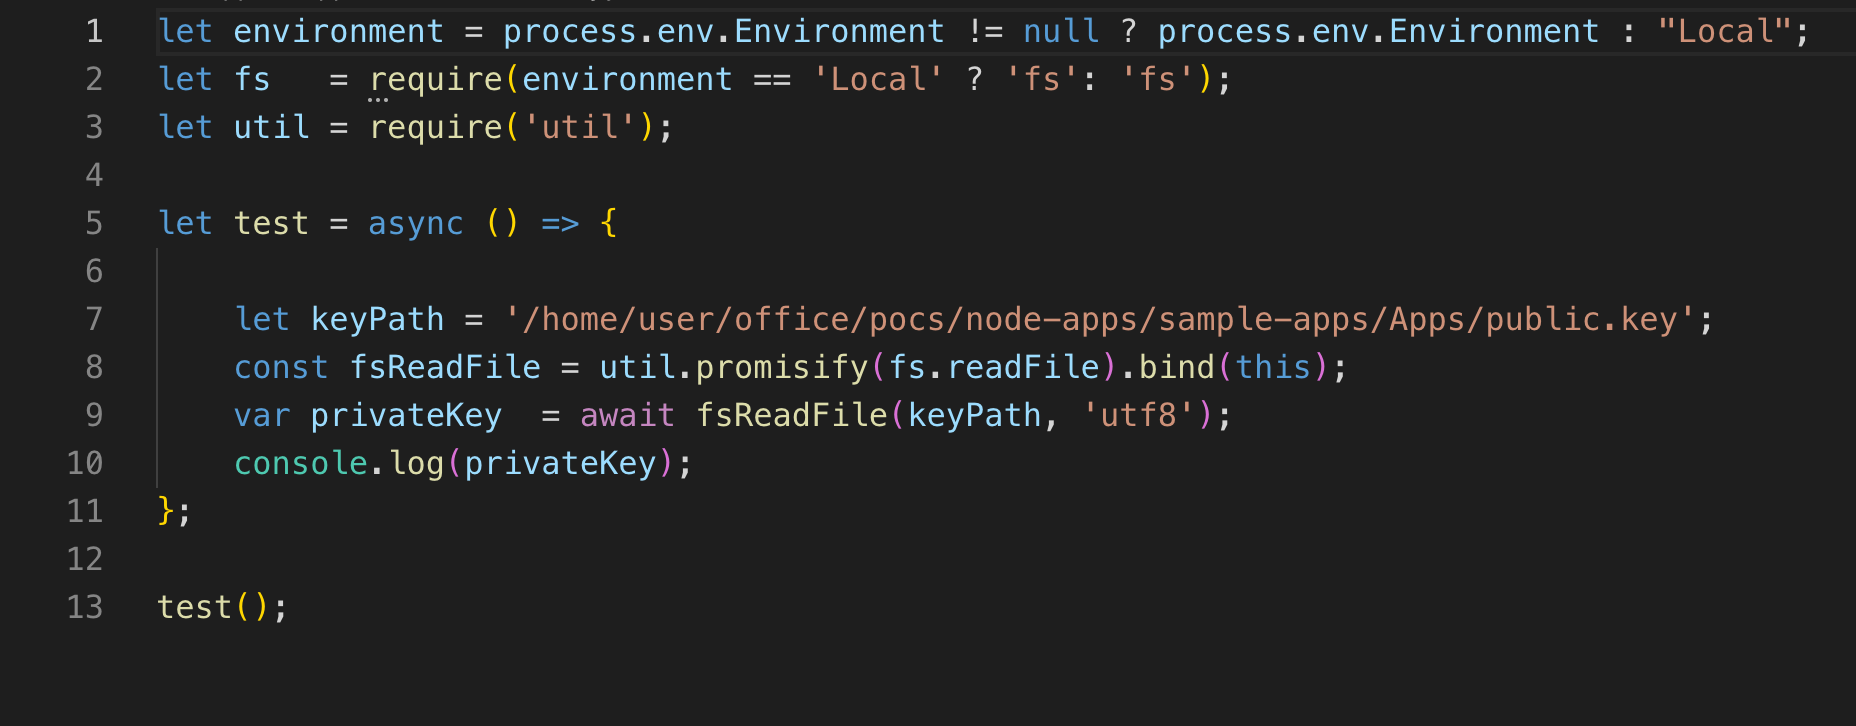 1 let environment = process.env.Environment != null ? process.env.Environment : "Local";
2 let fs   = require(environment == 'Local' ? 'fs': 'fs');
3 let util = require('util');
4
5 let test = async () => {
6
7     let keyPath = '/home/user/office/pocs/node-apps/sample-apps/Apps/public.key';
8     const fsReadFile = util.promisify(fs.readFile).bind(this);
9     var privateKey  = await fsReadFile(keyPath, 'utf8');
10     console.log(privateKey);
11 };
12
13 test();